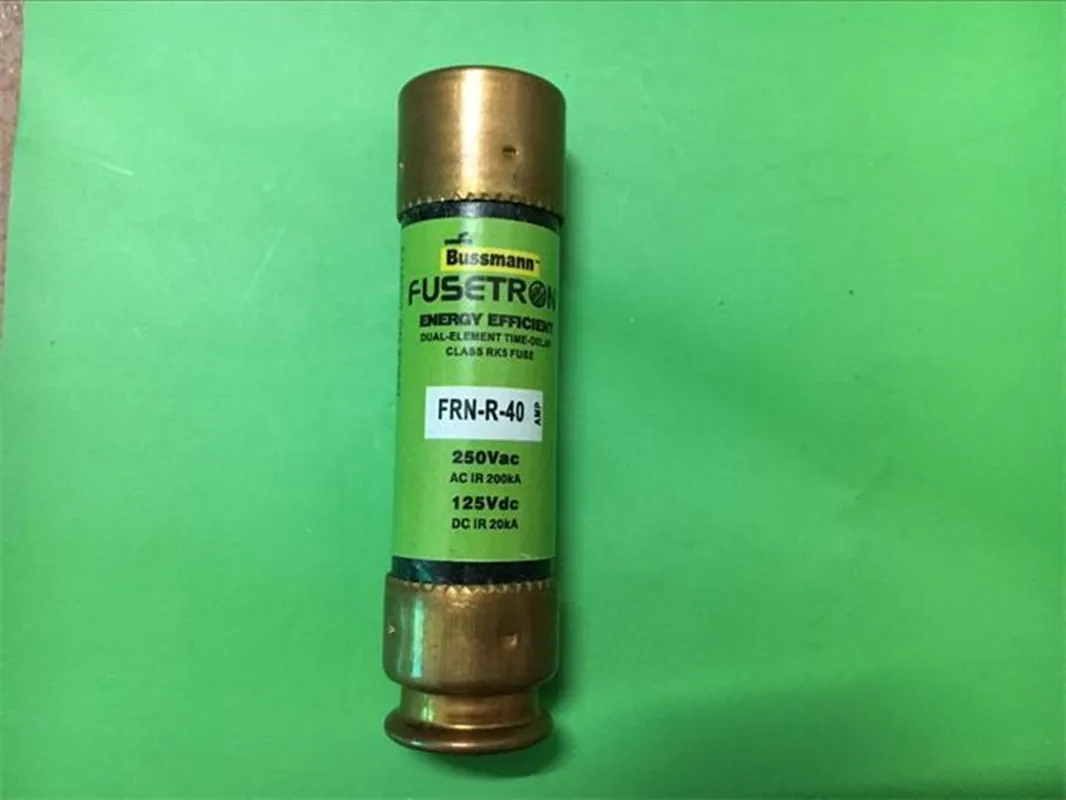 Bussmann™
FUSETRON
ENERGY EFFICIENT
DUAL-ELEMENT TIME-DELAY
CLASS RK5 FUSE
FRN-R-40 AMP
250Vac
AC IR 200kA
125Vdc
DC IR 20kA